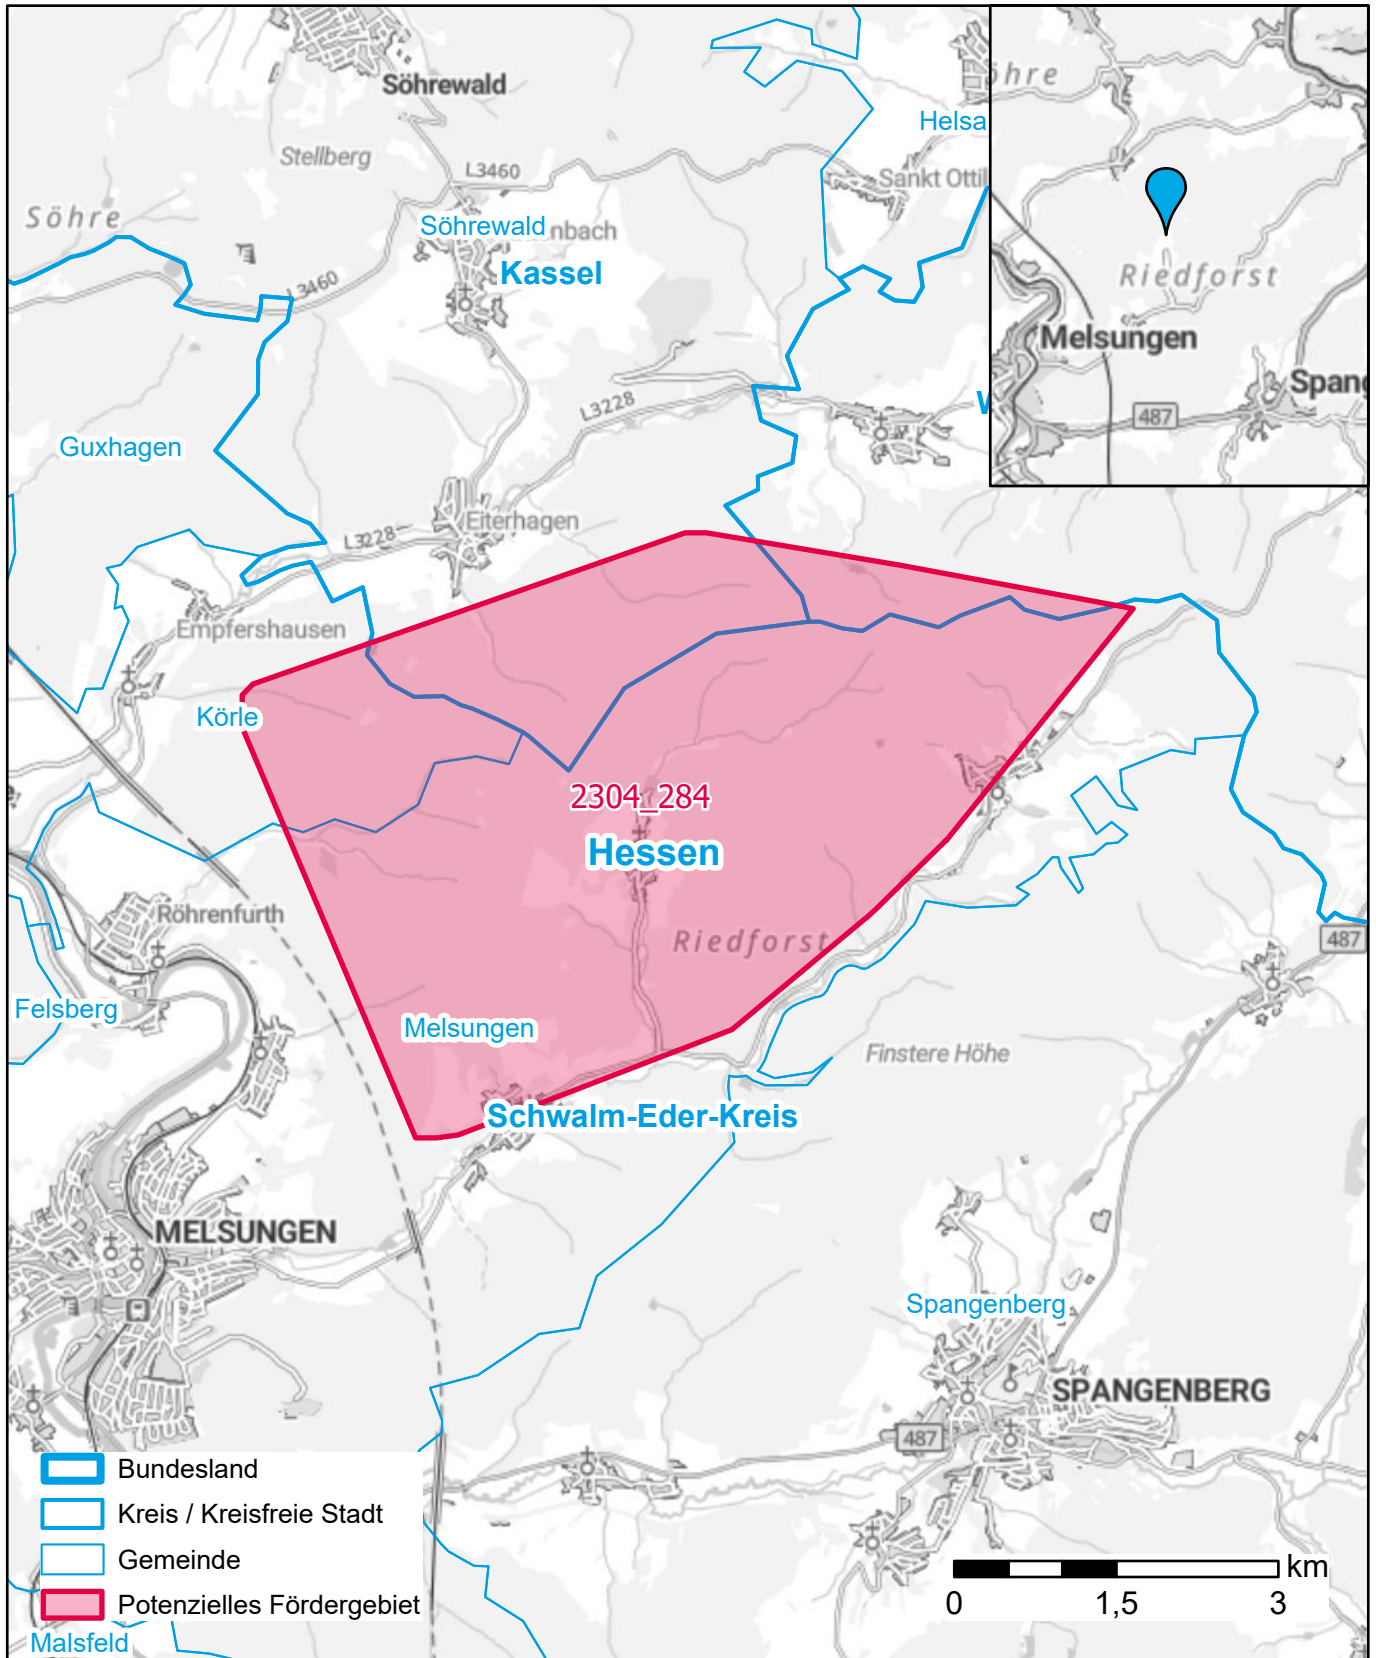 Söhrewald
Stellberg
L3460
Helsa
Sankt Ottil
Söhre
Söhrewald
nbach
Kassel
L3460
öhre
Riedforst
Melsungen
Spang
487
L3228
Guxhagen
Eiterhagen
L3228
Empfershausen
Körle
2304_284
Hessen
Röhrenfurth
Riedforst
487
Felsberg
Melsungen
Finstere Höhe
Schwalm-Eder-Kreis
MELSUNGEN
Spangenberg
SPANGENBERG
487
Bundesland
Kreis / Kreisfreie Stadt
Gemeinde
Potenzielles Fördergebiet
Malsfeld
km
0 1,5 3